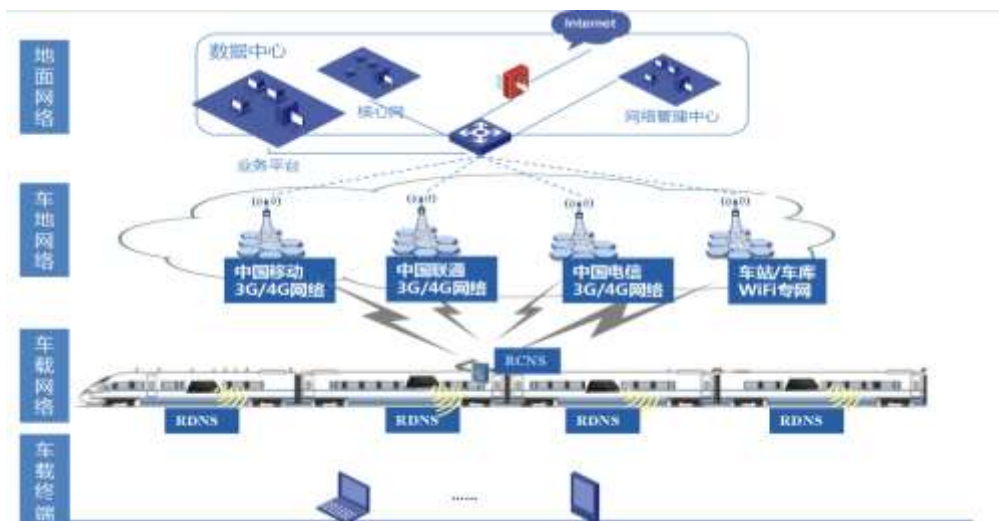 Internet
数据中心
核心网
网络管理中心
业务平台
地面网络
车地网络
中国移动
3G/4G网络
中国联通
3G/4G网络
中国电信
3G/4G网络
车站/车库
WiFi专网
车载网络
RCNS
RDNS
RDNS
RDNS
RDNS
车载终端
......